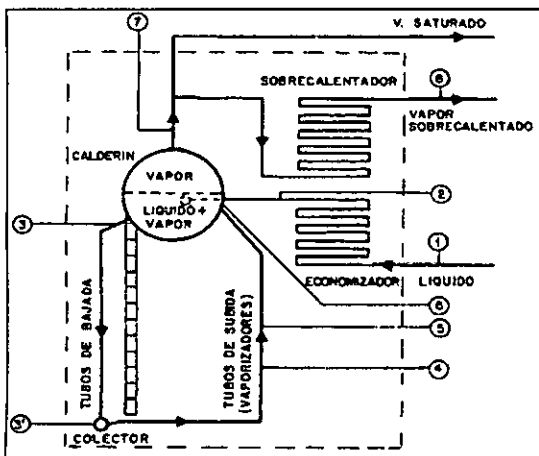 7
V. SATURADO
SOBRECALENTADOR
8
VAPOR
SOBRECALENTADO
CALDERIN
VAPOR
LIQUIDO +
VAPOR
2
3
1
ECONOMIZADOR
LIQUIDO
6
5
4
TUBOS DE BAJADA
TUBOS DE SUBIDA
(VAPORIZADORES)
3'
COLECTOR